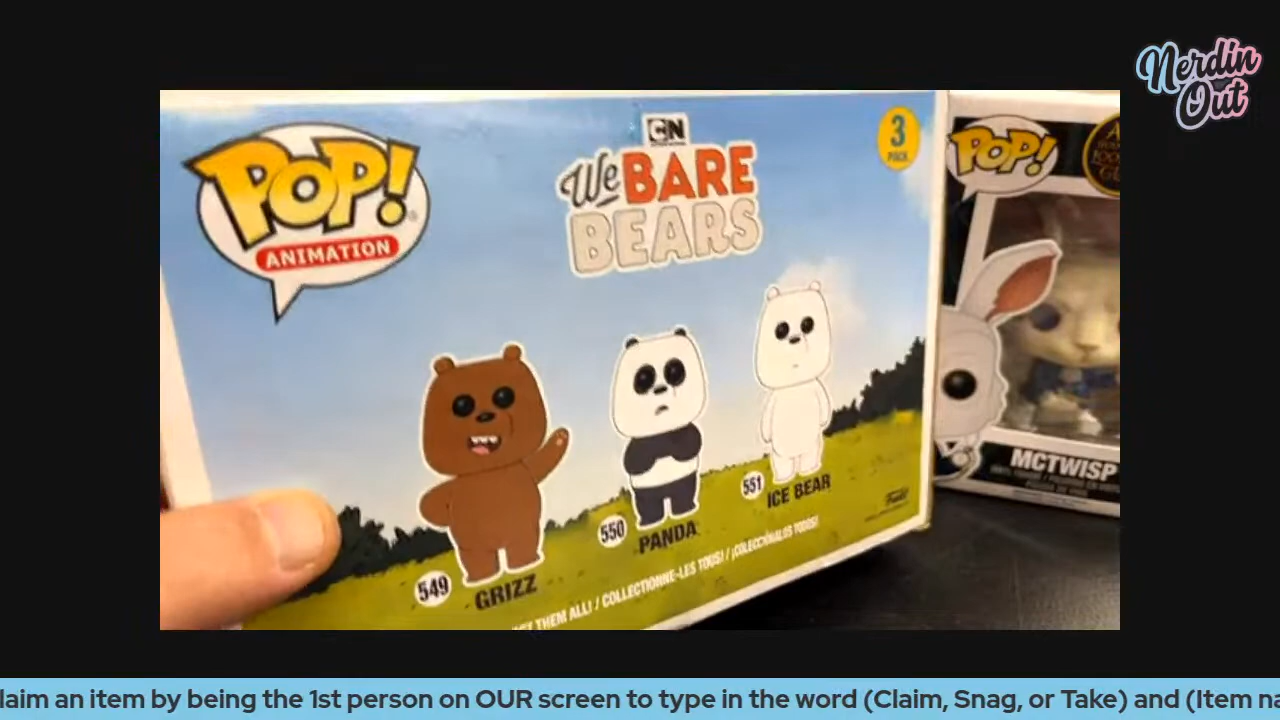 Nerdin
Out
POP!
ANIMATION
CN
We BARE
BEARS
3
PACK
POP!
MCTWISP
551 ICE BEAR
550 PANDA
549 GRIZZ
THEM ALL! / COLLECTIONNE-LES TOUS! / ¡COLECCIÓNALOS TODOS!
Funko
laim an item by being the 1st person on OUR screen to type in the word (Claim, Snag, or Take) and (Item na